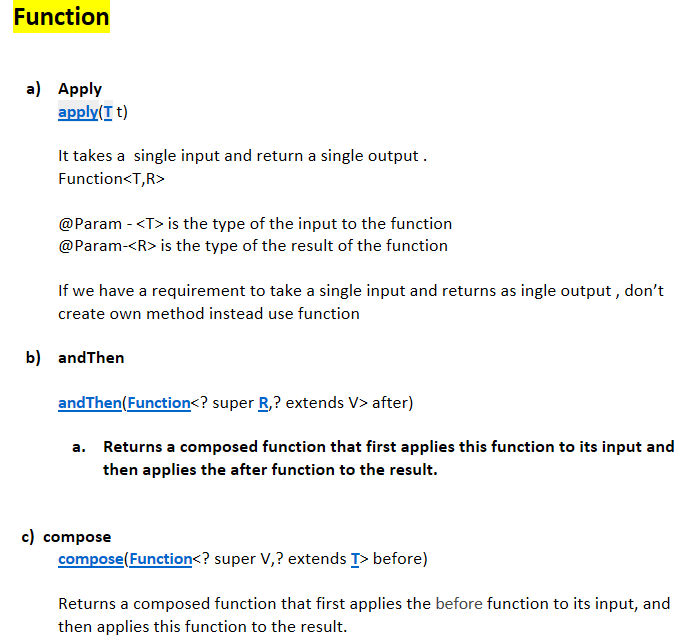 Function
a) Apply
apply(T t)
It takes a single input and return a single output .
Function<T,R>
@Param - <T> is the type of the input to the function
@Param-<R> is the type of the result of the function
If we have a requirement to take a single input and returns as ingle output , don't
create own method instead use function
b) andThen
andThen(Function<? super R,? extends V> after)
a. Returns a composed function that first applies this function to its input and
then applies the after function to the result.
c) compose
compose(Function<? super V,? extends T> before)
Returns a composed function that first applies the before function to its input, and
then applies this function to the result.